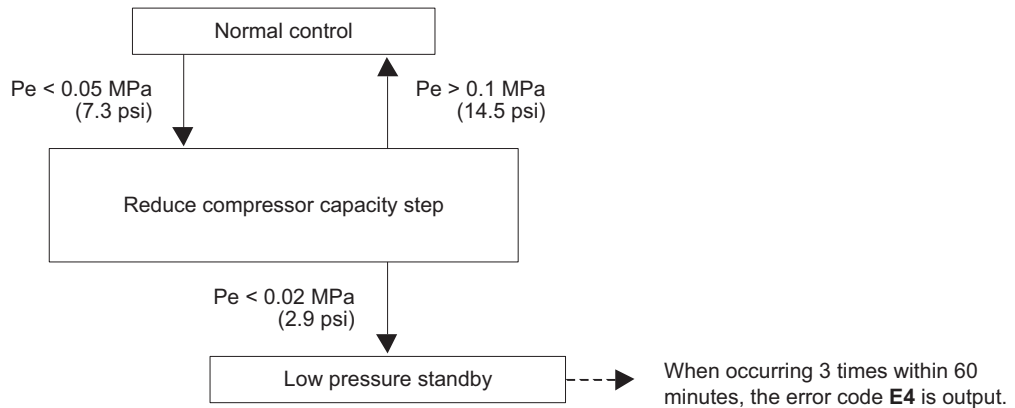 Normal control
Pe < 0.05 MPa
(7.3 psi)
Pe > 0.1 MPa
(14.5 psi)
Reduce compressor capacity step
Pe < 0.02 MPa
(2.9 psi)
Low pressure standby
When occurring 3 times within 60
minutes, the error code E4 is output.